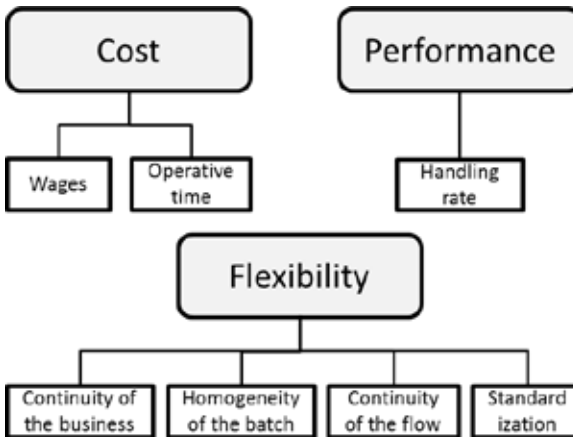 Cost
Performance
Wages
Operative
time
Handling
rate
Flexibility
Continuity of
the business
Homogeneity
of the batch
Continuity
of the flow
Standard
ization